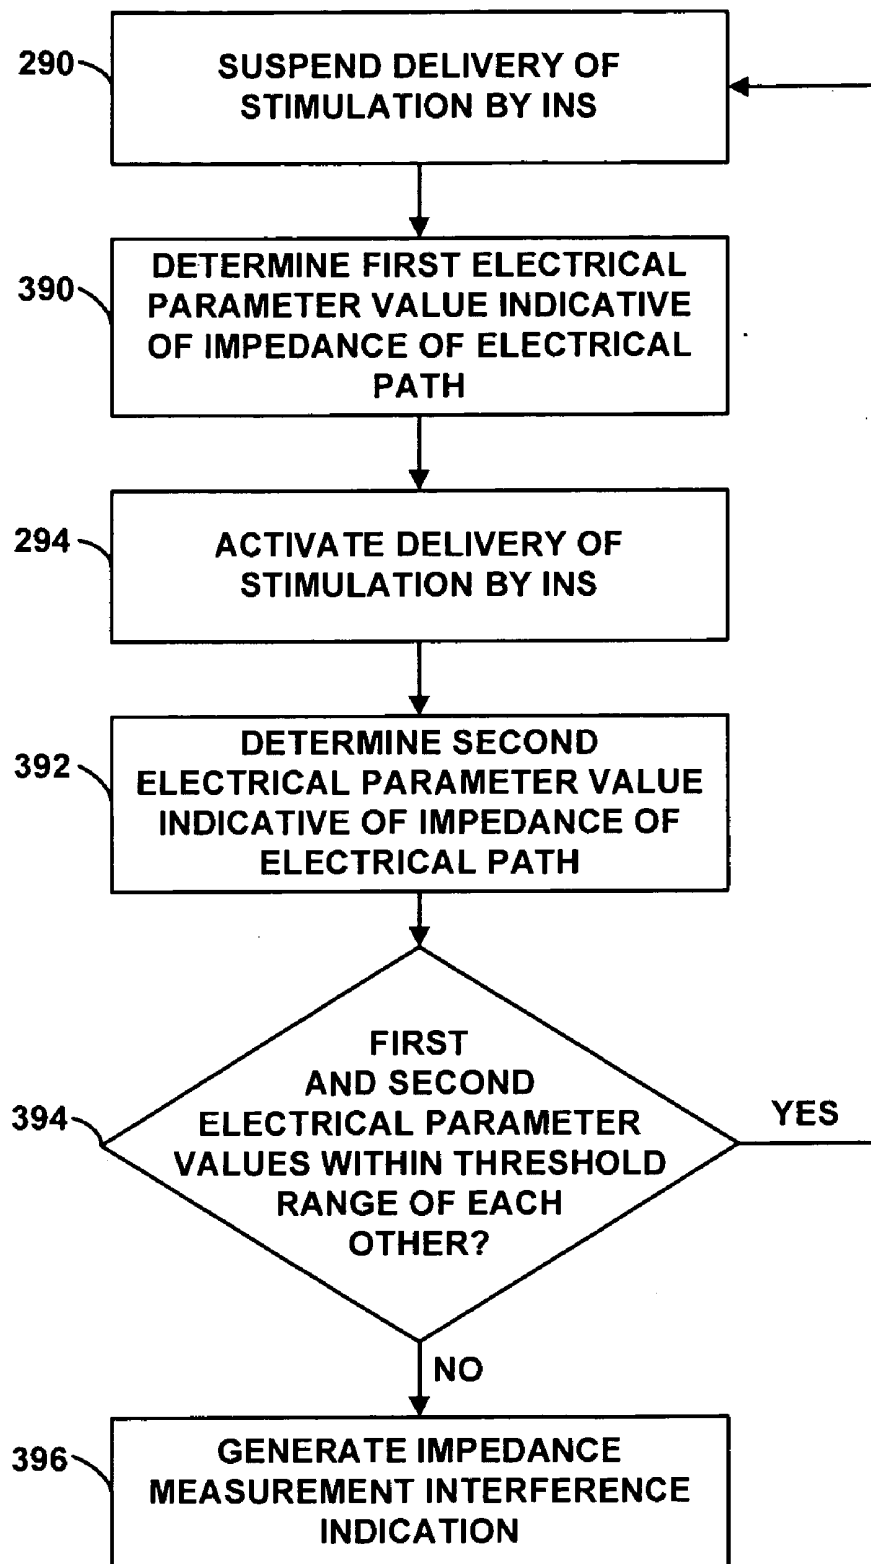 290
SUSPEND DELIVERY OF
STIMULATION BY INS
390
DETERMINE FIRST ELECTRICAL
PARAMETER VALUE INDICATIVE
OF IMPEDANCE OF ELECTRICAL
PATH
294
ACTIVATE DELIVERY OF
STIMULATION BY INS
392
DETERMINE SECOND
ELECTRICAL PARAMETER VALUE
INDICATIVE OF IMPEDANCE OF
ELECTRICAL PATH
394
FIRST
AND SECOND
ELECTRICAL PARAMETER
VALUES WITHIN THRESHOLD
RANGE OF EACH
OTHER?
YES
NO
396
GENERATE IMPEDANCE
MEASUREMENT INTERFERENCE
INDICATION